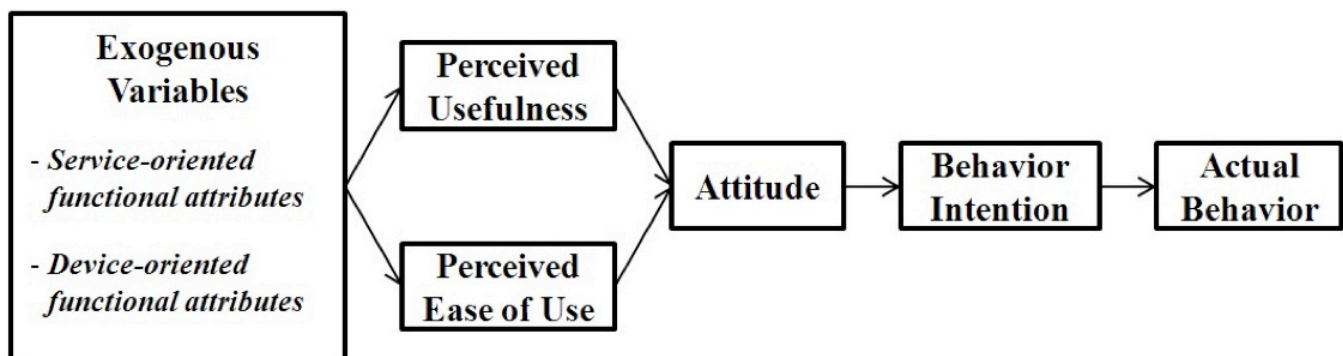 Exogenous
Variables
- Service-oriented
functional attributes
- Device-oriented
functional attributes
Perceived
Usefulness
Perceived
Ease of Use
Attitude
Behavior
Intention
Actual
Behavior